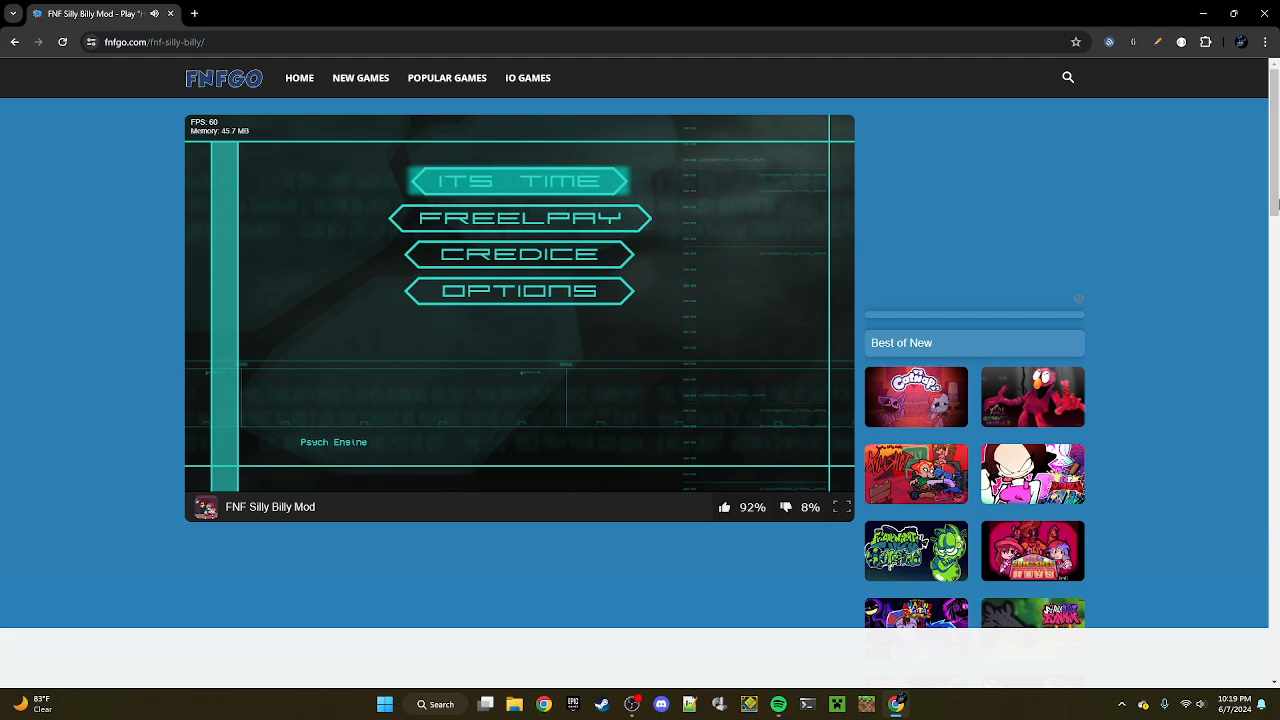 FNF Silly Billy Mod - Play "H
fnfgo.com/fnf-silly-billy/
FNFGO
HOME
NEW GAMES
POPULAR GAMES
IO GAMES
FPS: 60
Memory: 45.7 MB
ITS TIME
FREELPAY
CREDICE
OPTIONS
Psych Engine
FNF Silly Billy Mod
92%
8%
Best of New
CatNap
83°F
Clear
Search
10:19 PM
6/7/2024